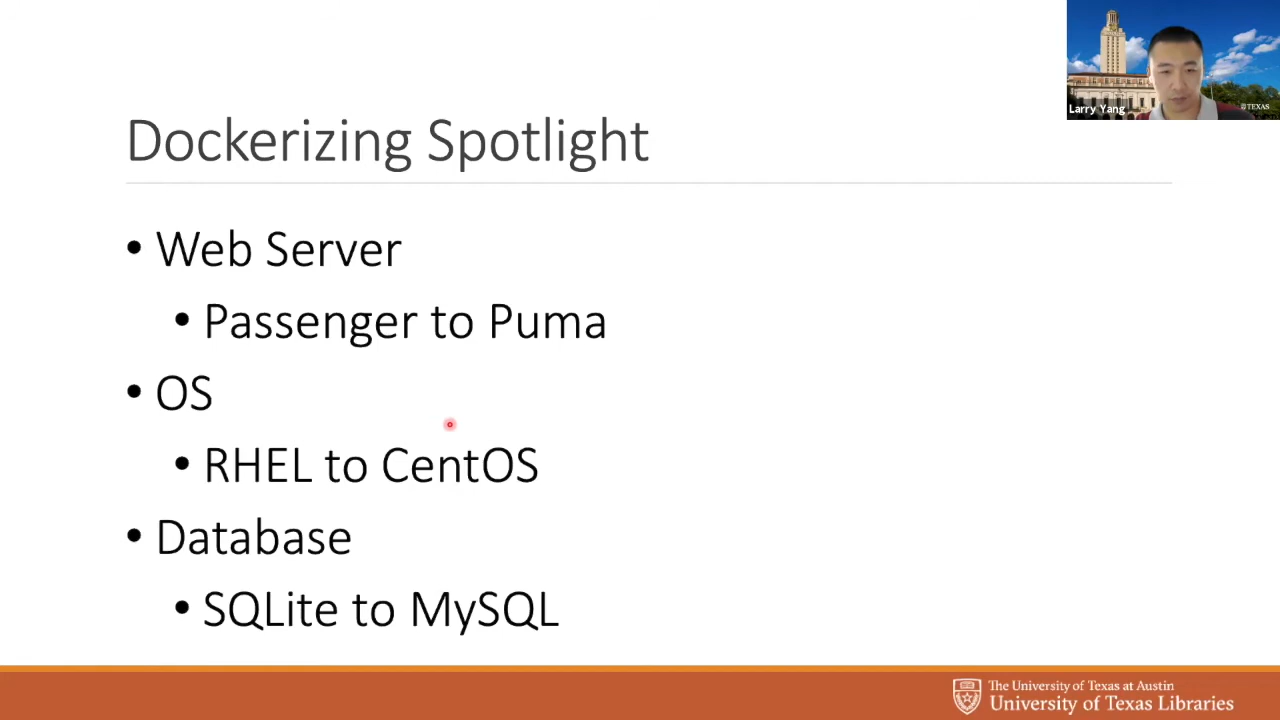 Larry Yang
©TEXAS
Dockerizing Spotlight
• Web Server
• Passenger to Puma
• OS
• RHEL to CentOS
• Database
• SQLite to MySQL
The University of Texas at Austin
University of Texas Libraries